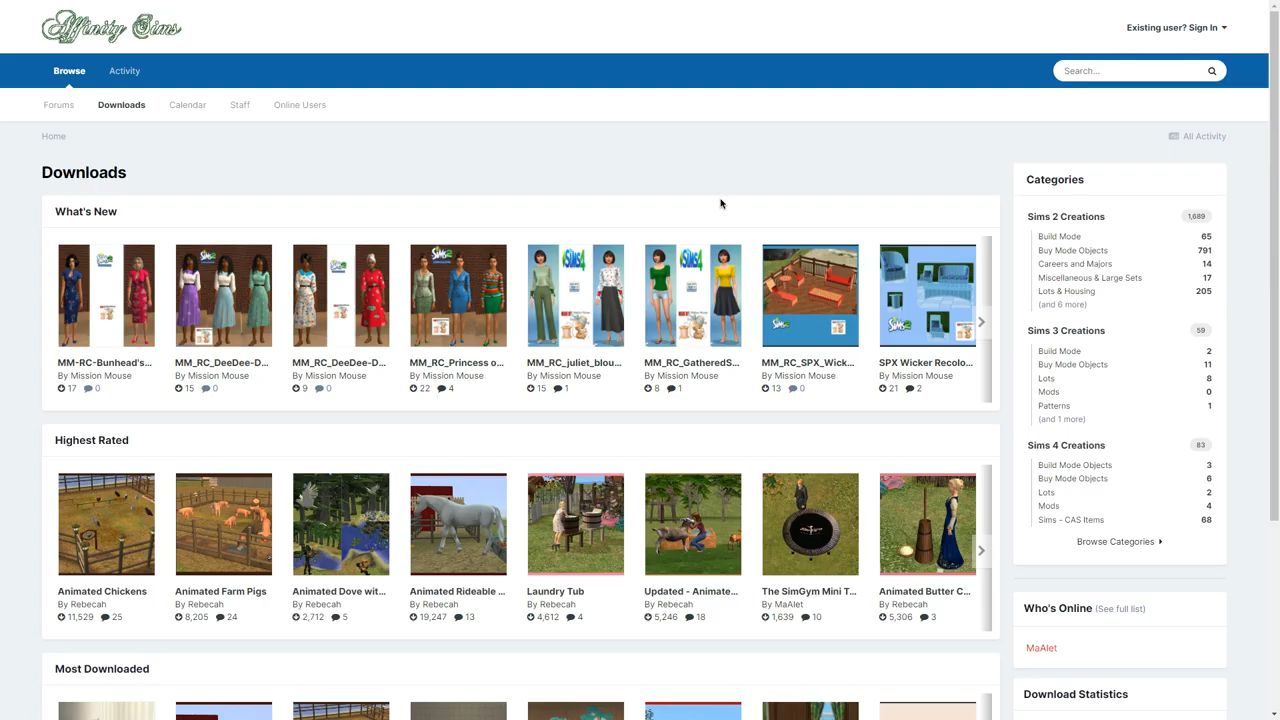 Affinity Sims
Existing user? Sign In
Browse
Activity
Search...
Forums
Downloads
Calendar
Staff
Online Users
Home
All Activity
Downloads
What's New
MM-RC-Bunhead's...
By Mission Mouse
17 0
MM_RC_DeeDee-D...
By Mission Mouse
15 0
MM_RC_DeeDee-D...
By Mission Mouse
9 0
MM_RC_Princess o...
By Mission Mouse
22 4
MM_RC_juliet_blou...
By Mission Mouse
15 1
MM_RC_GatheredS...
By Mission Mouse
8 1
MM_RC_SPX_Wick...
By Mission Mouse
13 0
SPX Wicker Recolo...
By Mission Mouse
21 2
Highest Rated
Animated Chickens
By Rebecah
11,529 25
Animated Farm Pigs
By Rebecah
8,205 24
Animated Dove wit...
By Rebecah
2,712 5
Animated Rideable ...
By Rebecah
19,247 13
Laundry Tub
By Rebecah
4,612 4
Updated - Animate...
By Rebecah
5,246 18
The SimGym Mini T...
By MaAlet
1,639 10
Animated Butter C...
By Rebecah
5,306 3
Most Downloaded
Categories
Sims 2 Creations 1,689
Build Mode 65
Buy Mode Objects 791
Careers and Majors 14
Miscellaneous & Large Sets 17
Lots & Housing 205
(and 6 more)
Sims 3 Creations 59
Build Mode 2
Buy Mode Objects 11
Lots 8
Mods 0
Patterns 1
(and 1 more)
Sims 4 Creations 83
Build Mode Objects 3
Buy Mode Objects 6
Lots 2
Mods 4
Sims - CAS Items 68
Browse Categories
Who's Online (See full list)
MaAlet
Download Statistics